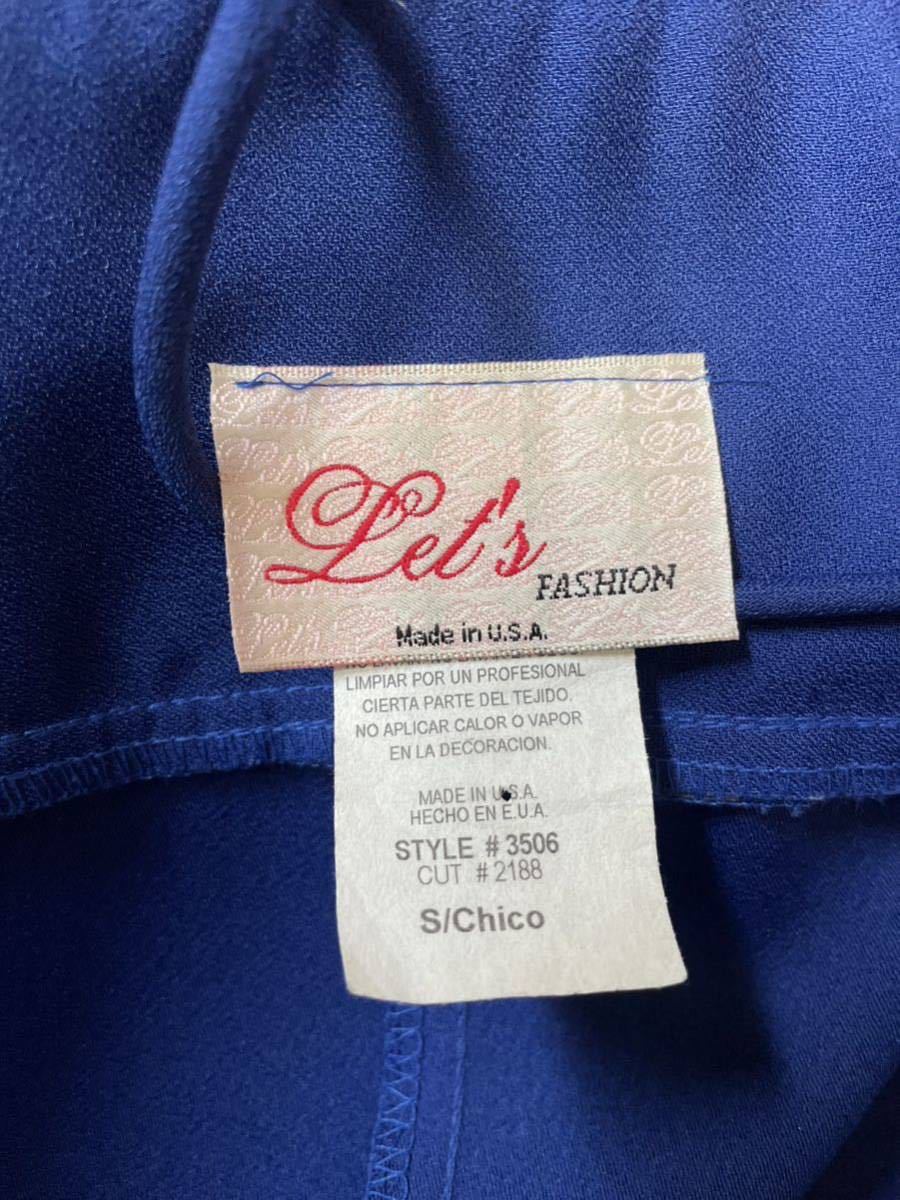 Let's
FASHION
Made in U.S.A.
LIMPIAR POR UN PROFESIONAL
CIERTA PARTE DEL TEJIDO.
NO APLICAR CALOR O VAPOR
EN LA DECORACION.
MADE IN U.S.A.
HECHO EN E.U.A.
STYLE # 3506
CUT # 2188
S/Chico